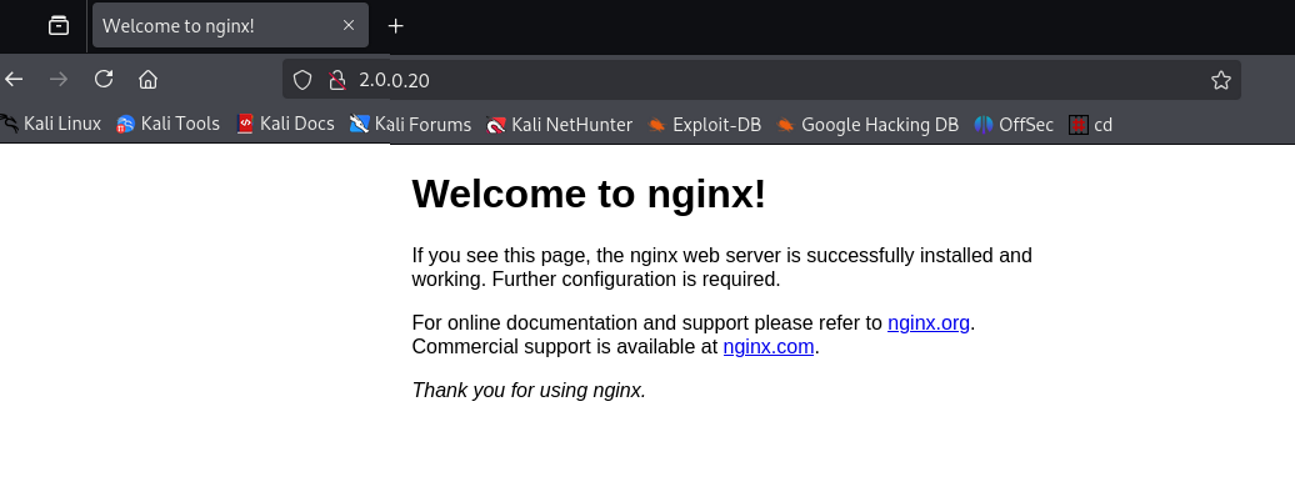 Welcome to nginx!
2.0.0.20
Kali Linux Kali Tools Kali Docs Kali Forums Kali NetHunter Exploit-DB Google Hacking DB OffSec cd
Welcome to nginx!
If you see this page, the nginx web server is successfully installed and
working. Further configuration is required.
For online documentation and support please refer to nginx.org.
Commercial support is available at nginx.com.
Thank you for using nginx.